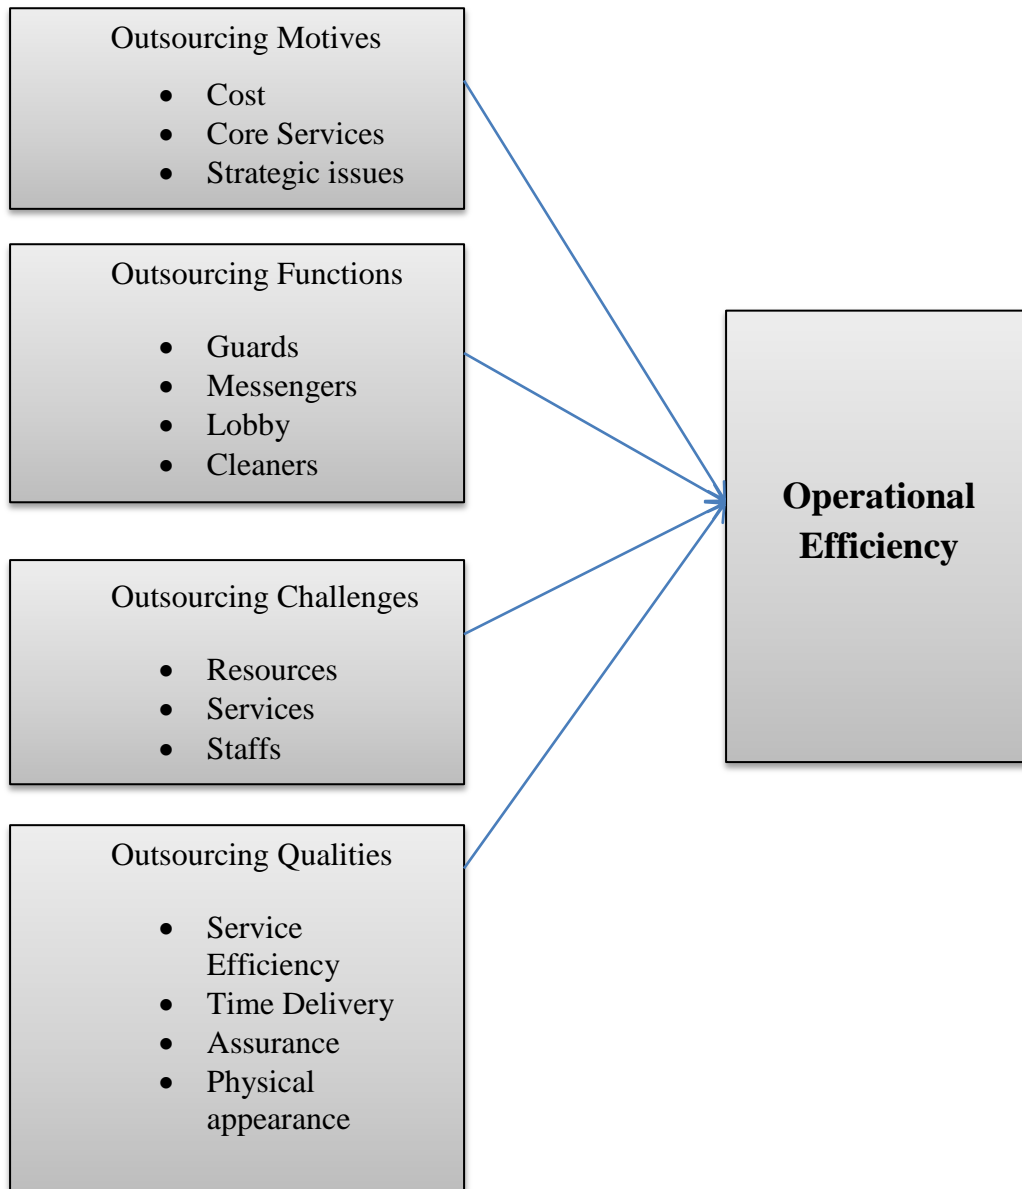 Outsourcing Motives
• Cost
• Core Services
• Strategic issues
Outsourcing Functions
• Guards
• Messengers
• Lobby
• Cleaners
Outsourcing Challenges
• Resources
• Services
• Staffs
Outsourcing Qualities
• Service
Efficiency
• Time Delivery
• Assurance
• Physical
appearance
Operational
Efficiency